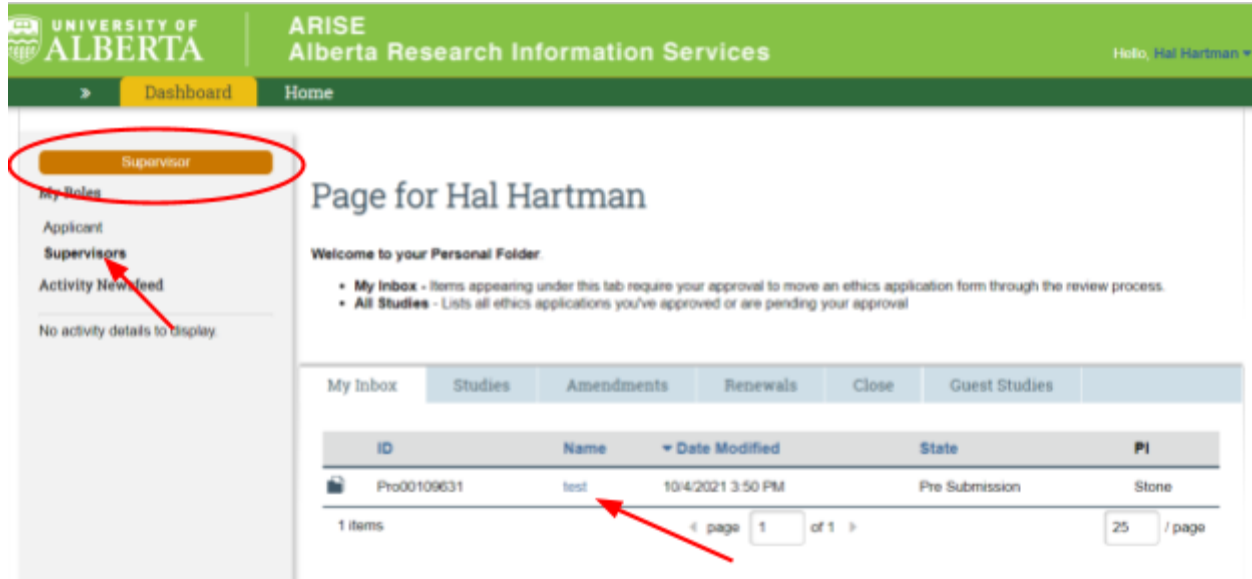 UNIVERSITY OF
ALBERTA
ARISE
Alberta Research Information Services
Hello, Hal Hartman
» Dashboard Home
Supervisor
My Roles
Applicant
Supervisors
Activity Newsfeed
No activity details to display.
Page for Hal Hartman
Welcome to your Personal Folder.
• My Inbox - Items appearing under this tab require your approval to move an ethics application form through the review process.
• All Studies - Lists all ethics applications you've approved or are pending your approval
My Inbox Studies Amendments Renewals Close Guest Studies
ID Name Date Modified State PI
Pro00109631 test 10/4/2021 3:50 PM Pre Submission Stone
1 items page 1 of 1 25 / page